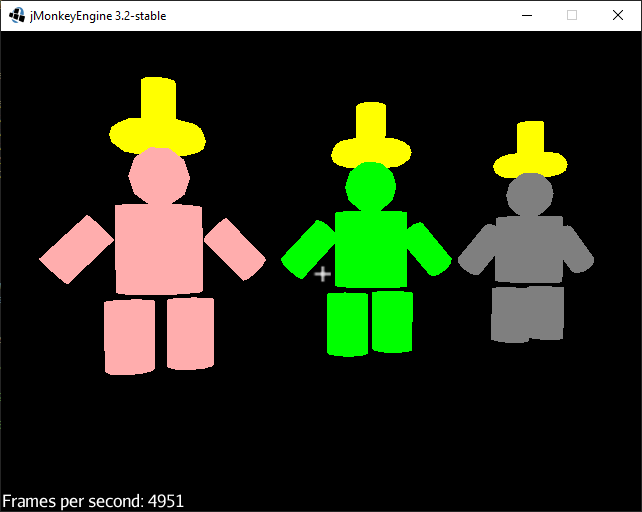 jMonkeyEngine 3.2-stable
Frames per second: 4951